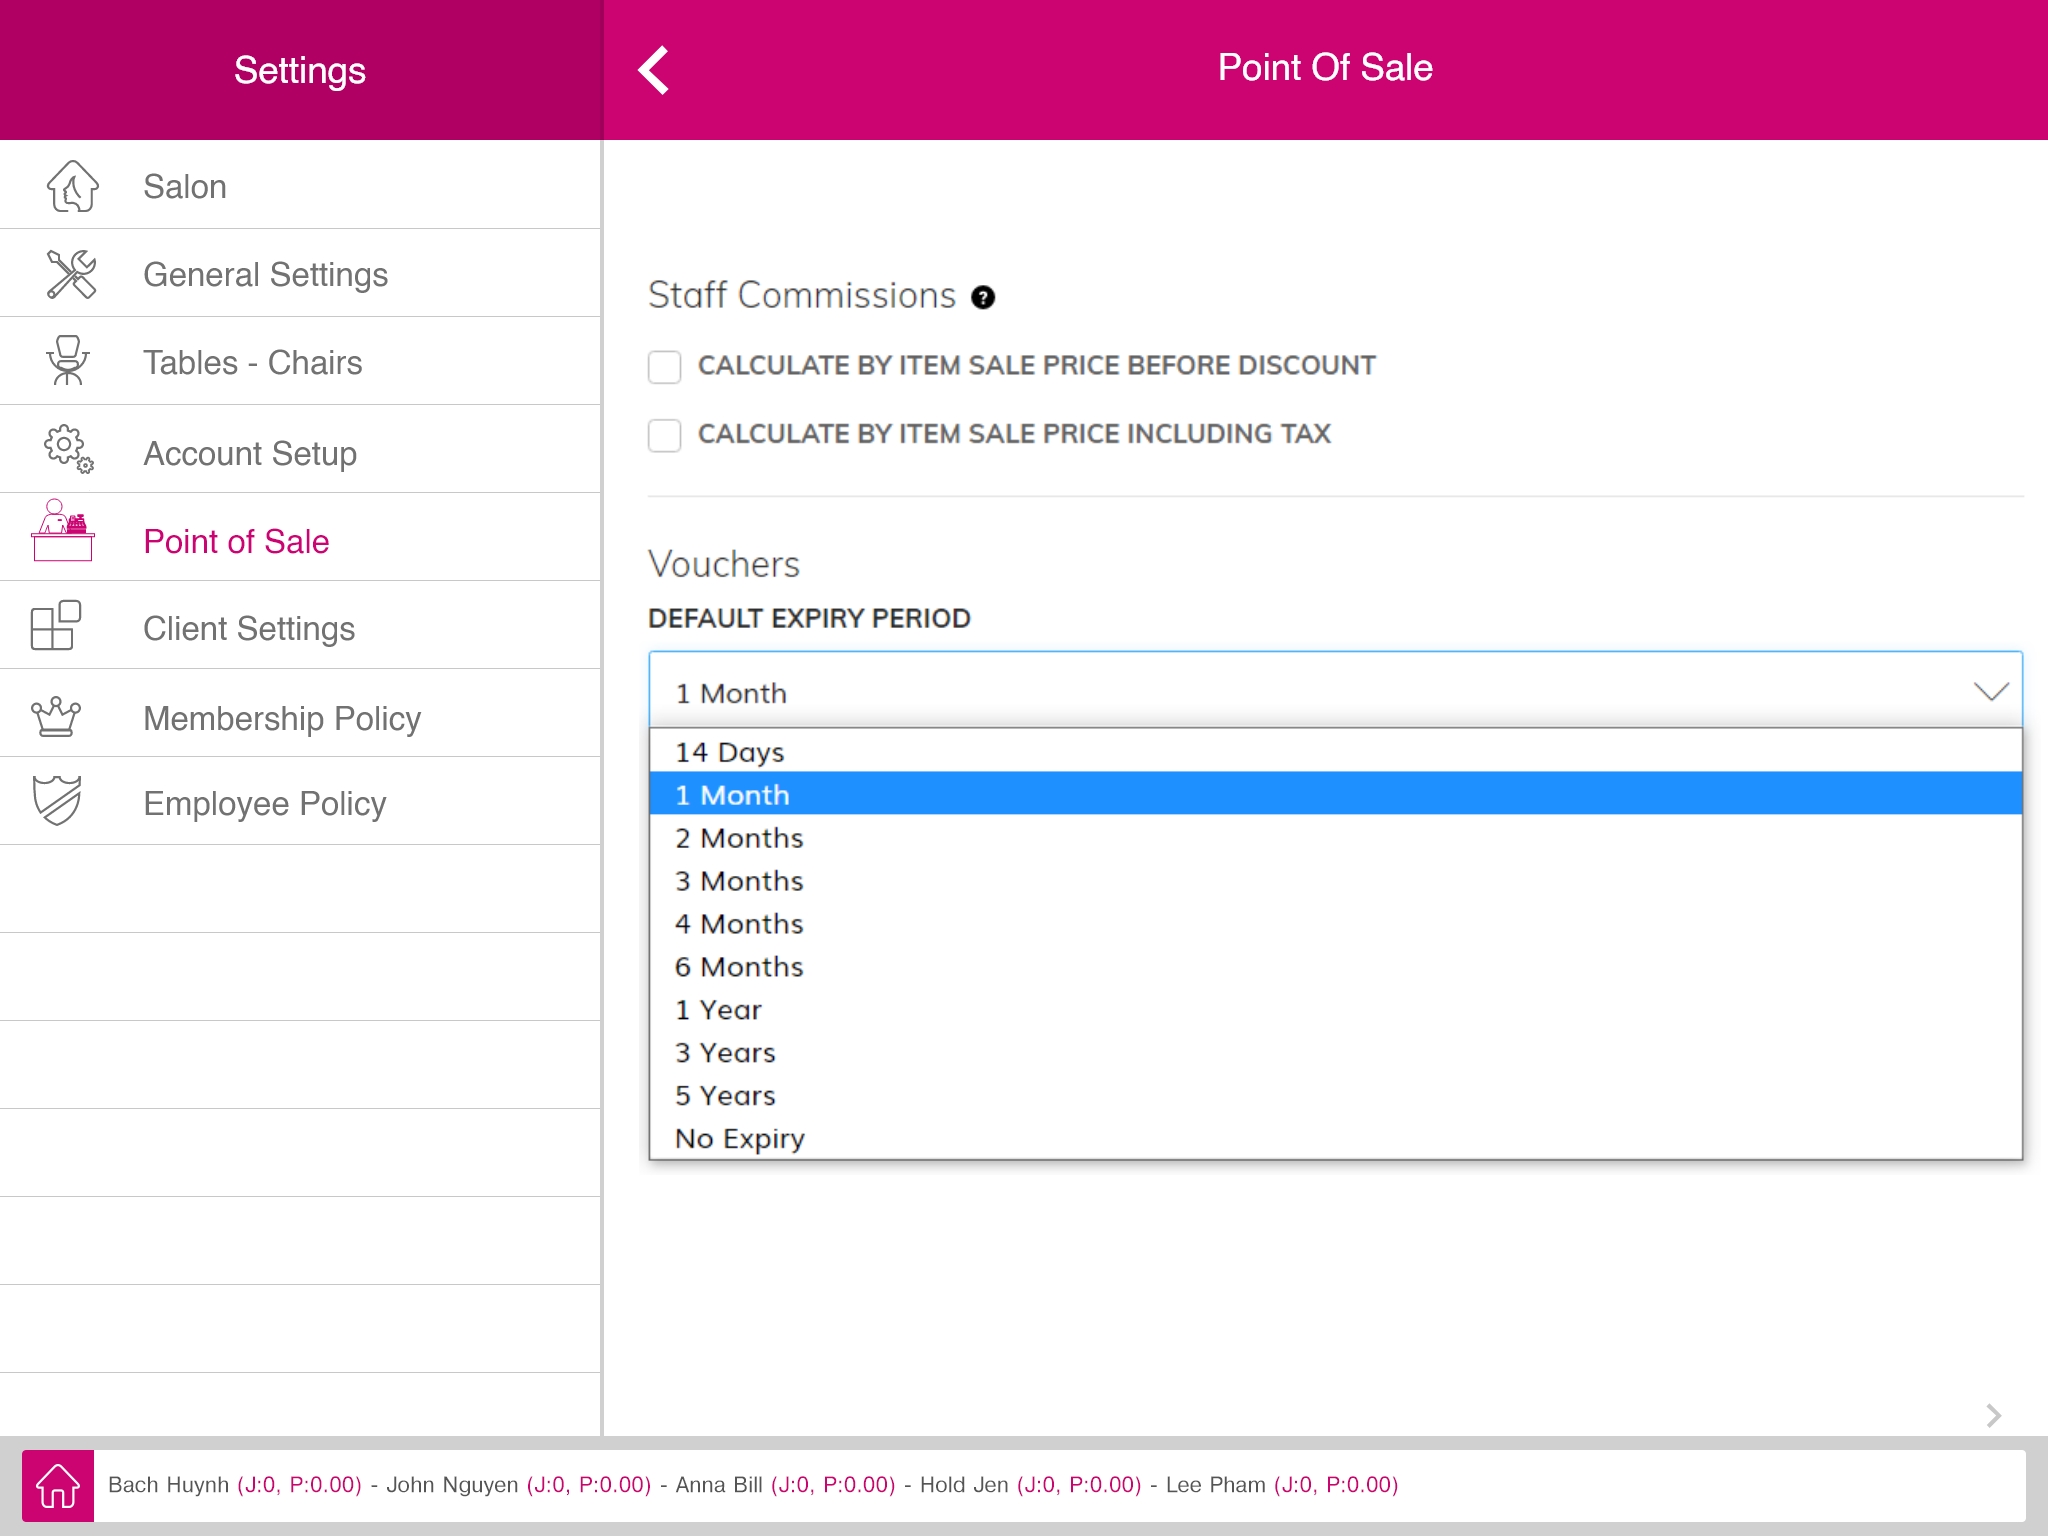 Settings
Point Of Sale
Salon
General Settings
Tables - Chairs
Account Setup
Point of Sale
Client Settings
Membership Policy
Employee Policy
Staff Commissions ?
CALCULATE BY ITEM SALE PRICE BEFORE DISCOUNT
CALCULATE BY ITEM SALE PRICE INCLUDING TAX
Vouchers
DEFAULT EXPIRY PERIOD
1 Month
14 Days
1 Month
2 Months
3 Months
4 Months
6 Months
1 Year
3 Years
5 Years
No Expiry
Bach Huynh (J:0, P:0.00) - John Nguyen (J:0, P:0.00) - Anna Bill (J:0, P:0.00) - Hold Jen (J:0, P:0.00) - Lee Pham (J:0, P:0.00)